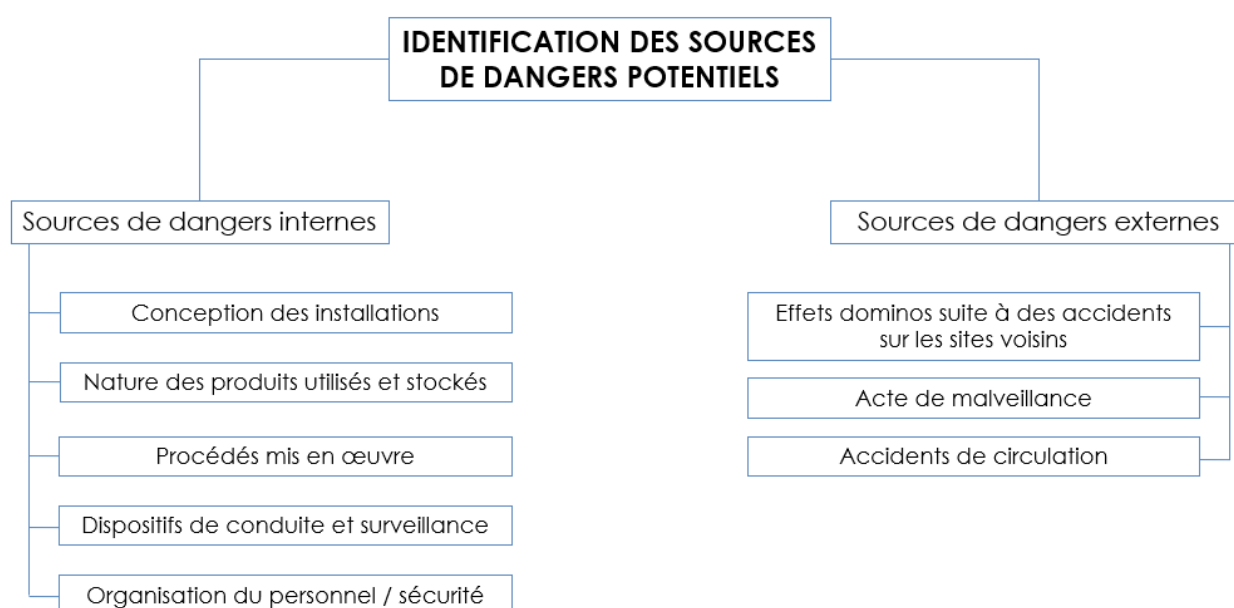 IDENTIFICATION DES SOURCES
DE DANGERS POTENTIELS
Sources de dangers internes
Conception des installations
Nature des produits utilisés et stockés
Procédés mis en œuvre
Dispositifs de conduite et surveillance
Organisation du personnel / sécurité
Sources de dangers externes
Effets dominos suite à des accidents
sur les sites voisins
Acte de malveillance
Accidents de circulation